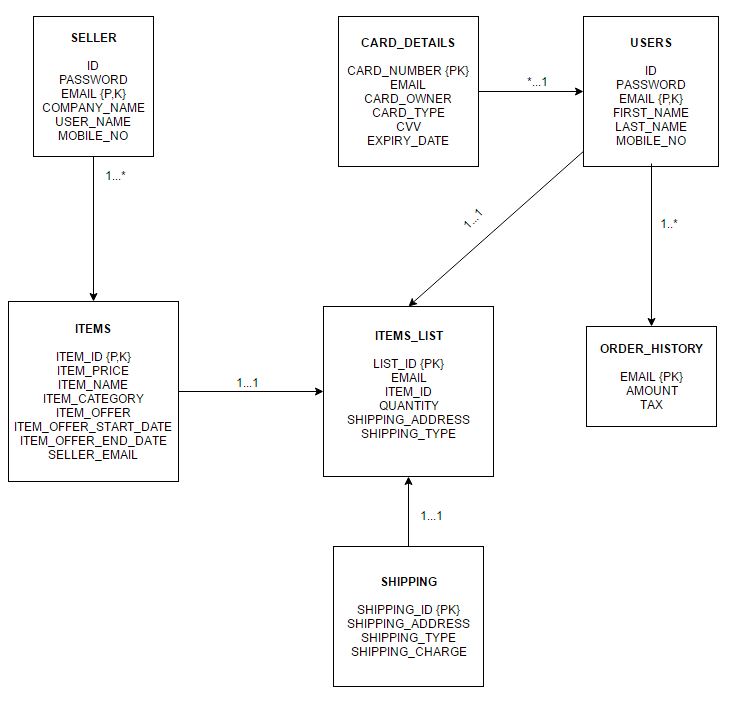 SELLER
ID
PASSWORD
EMAIL {P,K}
COMPANY_NAME
USER_NAME
MOBILE_NO
CARD_DETAILS
CARD_NUMBER {PK}
EMAIL
CARD_OWNER
CARD_TYPE
CVV
EXPIRY_DATE
*...1
USERS
ID
PASSWORD
EMAIL {P,K}
FIRST_NAME
LAST_NAME
MOBILE_NO
1...*
1...1
1..*
ITEMS
ITEM_ID {P,K}
ITEM_PRICE
ITEM_NAME
ITEM_CATEGORY
ITEM_OFFER
ITEM_OFFER_START_DATE
ITEM_OFFER_END_DATE
SELLER_EMAIL
1...1
ITEMS_LIST
LIST_ID {PK}
EMAIL
ITEM_ID
QUANTITY
SHIPPING_ADDRESS
SHIPPING_TYPE
ORDER_HISTORY
EMAIL {PK}
AMOUNT
TAX
1...1
SHIPPING
SHIPPING_ID {PK}
SHIPPING_ADDRESS
SHIPPING_TYPE
SHIPPING_CHARGE